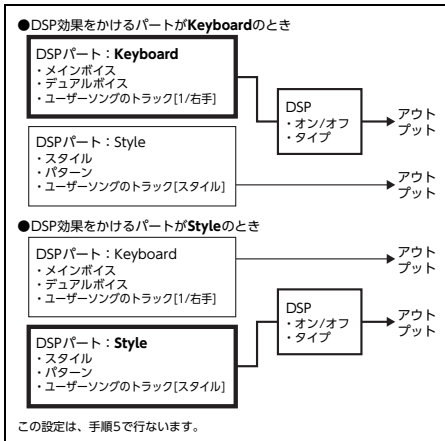 ●DSP効果をかけるパートがKeyboardのとき
DSPパート：Keyboard
・メインボイス
・デュアルボイス
・ユーザーソングのトラック[1/右手]
DSP
・オン/オフ
・タイプ
アウト
プット
DSPパート：Style
・スタイル
・パターン
・ユーザーソングのトラック[スタイル]
アウト
プット
●DSP効果をかけるパートがStyleのとき
DSPパート：Keyboard
・メインボイス
・デュアルボイス
・ユーザーソングのトラック[1/右手]
アウト
プット
DSPパート：Style
・スタイル
・パターン
・ユーザーソングのトラック[スタイル]
DSP
・オン/オフ
・タイプ
アウト
プット
この設定は、手順5で行ないます。